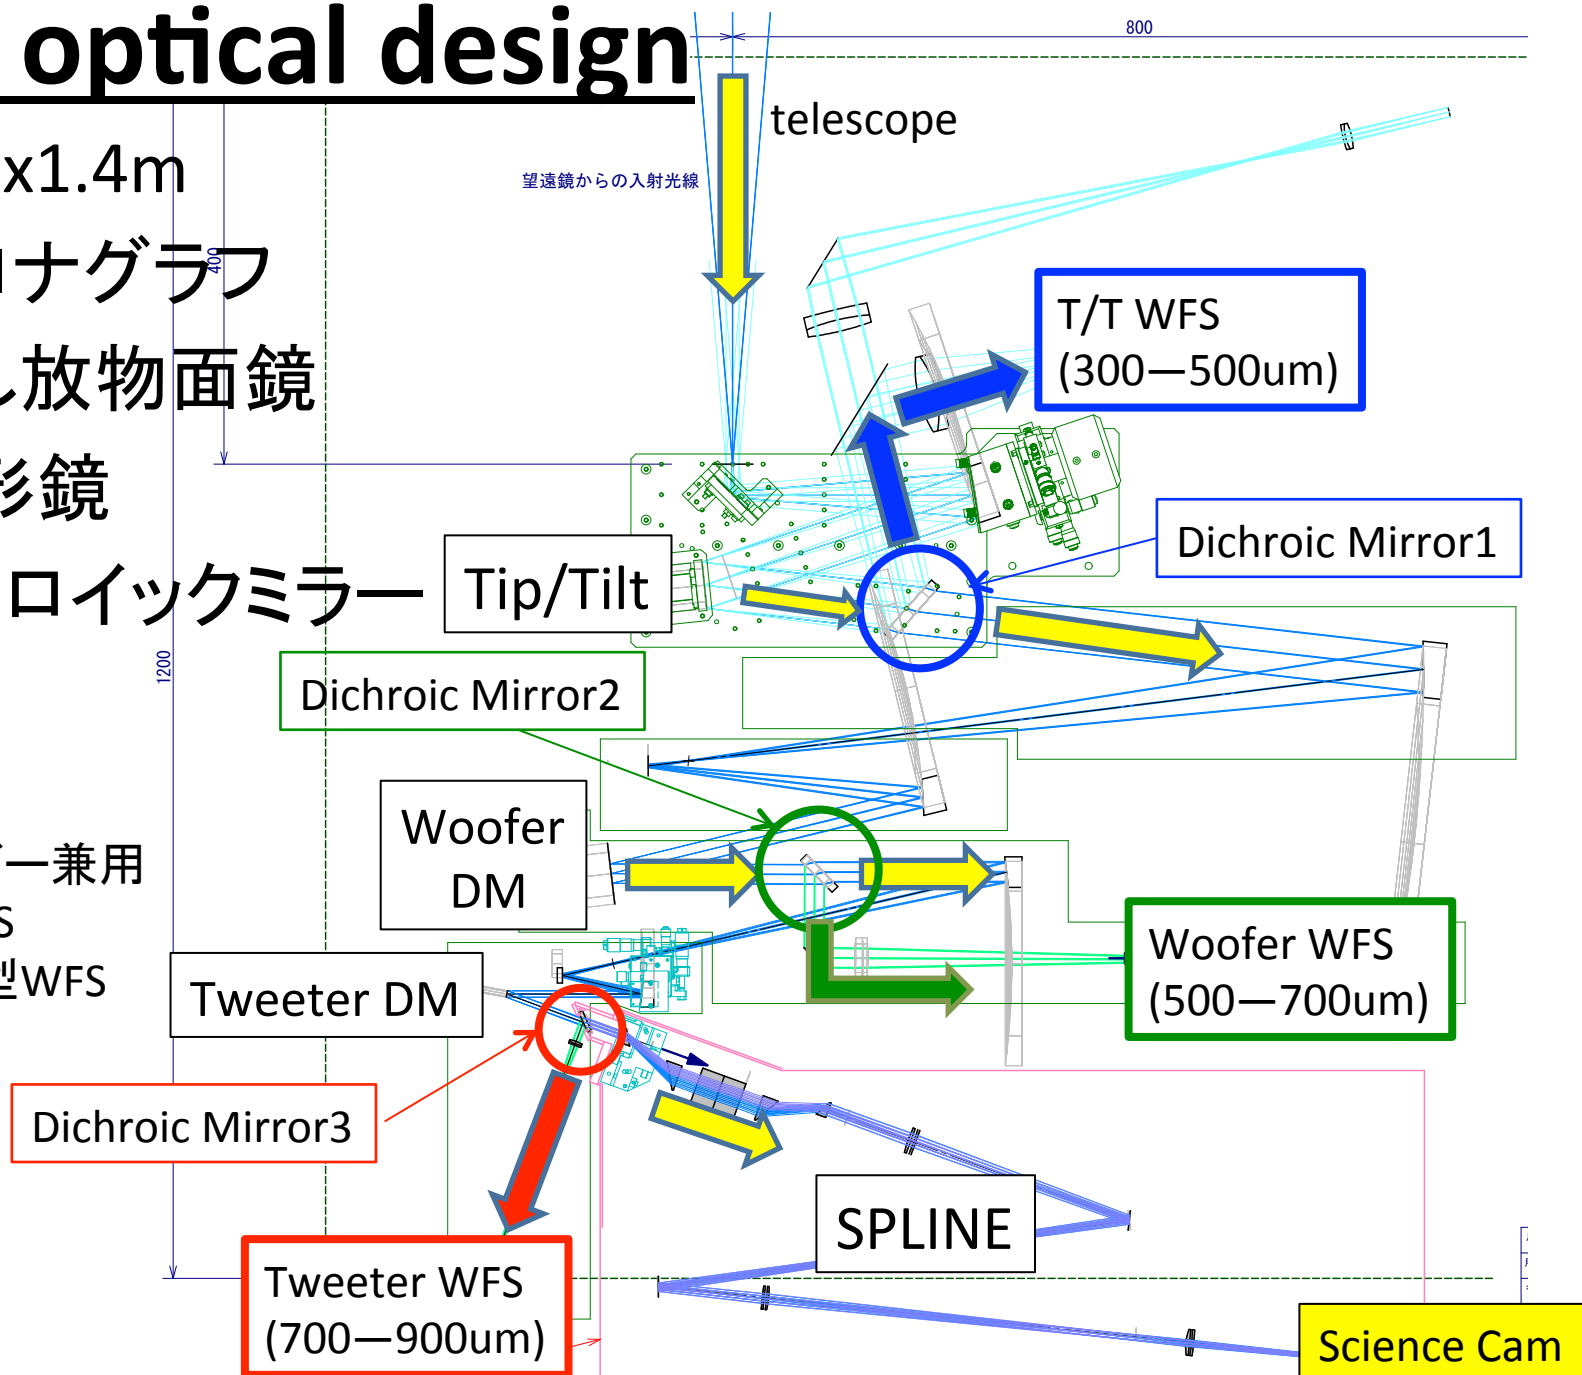 optical design
800
telescope
x1.4m
望遠鏡からの入射光線
コナグラフ
400
T/T WFS
(300—500um)
し放物面鏡
形鏡
Dichroic Mirror1
Tip/Tilt
ロイックミラー
1200
Dichroic Mirror2
Woofer
DM
ー兼用
S
型WFS
Woofer WFS
(500—700um)
Tweeter DM
Dichroic Mirror3
SPLINE
Tweeter WFS
(700—900um)
Science Cam